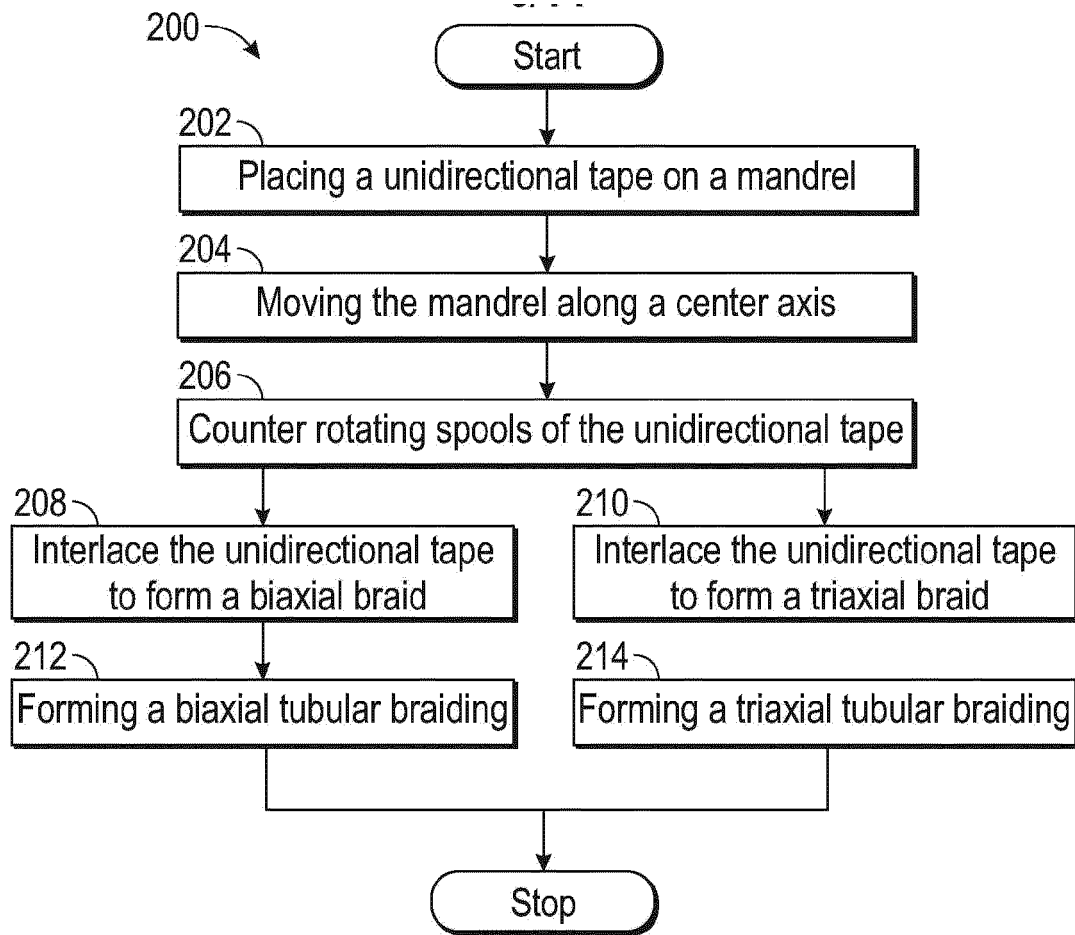 200
Start
202
Placing a unidirectional tape on a mandrel
204
Moving the mandrel along a center axis
206
Counter rotating spools of the unidirectional tape
208
Interlace the unidirectional tape
to form a biaxial braid
210
Interlace the unidirectional tape
to form a triaxial braid
212
Forming a biaxial tubular braiding
214
Forming a triaxial tubular braiding
Stop